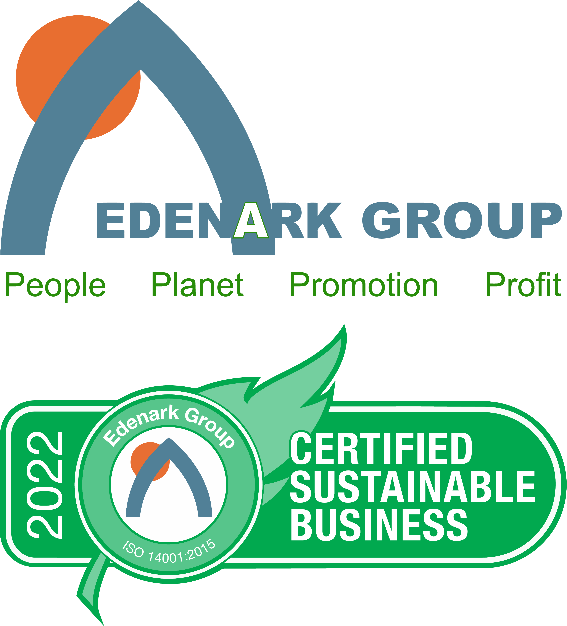 EDENARK GROUP
People Planet Promotion Profit
2022
Edenark Group
ISO 14001:2015
CERTIFIED
SUSTAINABLE
BUSINESS